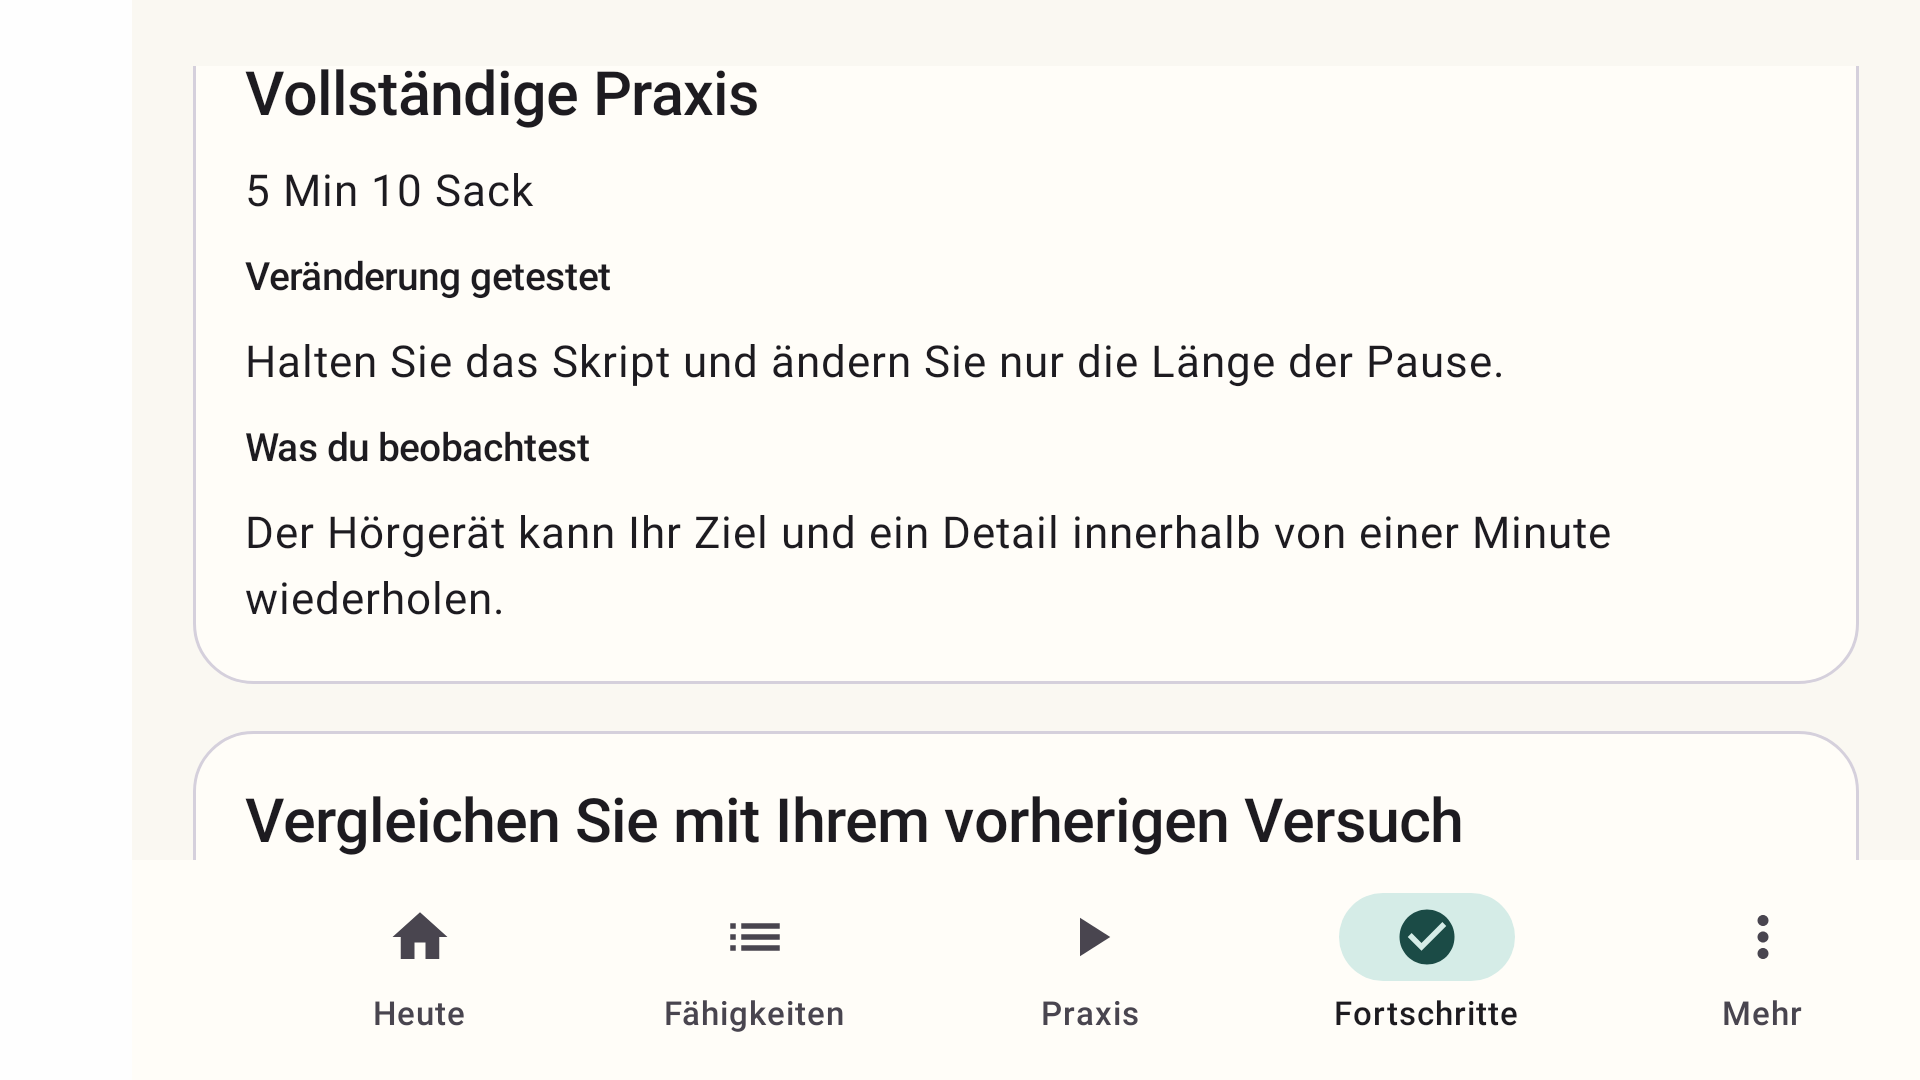 Vollständige Praxis
5 Min 10 Sack
Veränderung getestet
Halten Sie das Skript und ändern Sie nur die Länge der Pause.
Was du beobachtest
Der Hörgerät kann Ihr Ziel und ein Detail innerhalb von einer Minute
wiederholen.
Vergleichen Sie mit Ihrem vorherigen Versuch
Heute
Fähigkeiten
Praxis
Fortschritte
Mehr